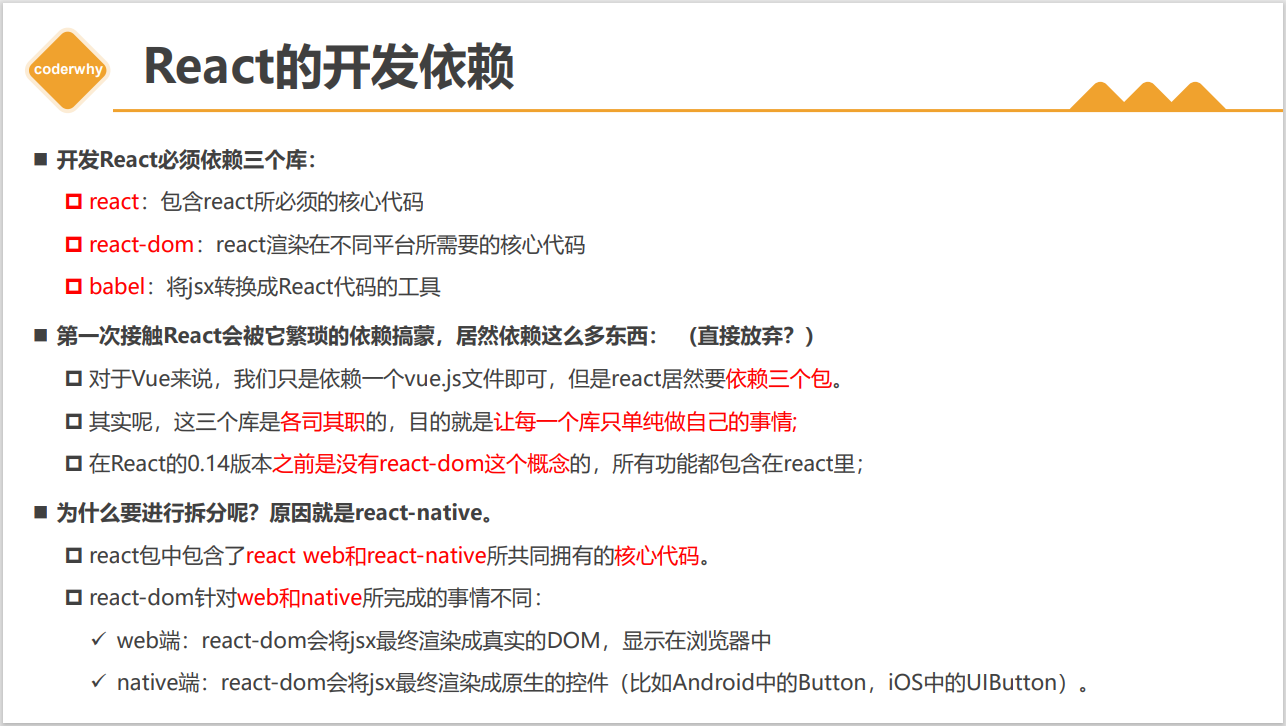 coderwhy
React的开发依赖
开发React必须依赖三个库：
react：包含react所必须的核心代码
react-dom：react渲染在不同平台所需要的核心代码
babel：将jsx转换成React代码的工具
第一次接触React会被它繁琐的依赖搞蒙，居然依赖这么多东西：（直接放弃？）
对于Vue来说，我们只是依赖一个vue.js文件即可，但是react居然要依赖三个包。
其实呢，这三个库是各司其职的，目的就是让每一个库只单纯做自己的事情;
在React的0.14版本之前是没有react-dom这个概念的，所有功能都包含在react里；
为什么要进行拆分呢？原因就是react-native。
react包中包含了react web和react-native所共同拥有的核心代码。
react-dom针对web和native所完成的事情不同：
web端：react-dom会将jsx最终渲染成真实的DOM，显示在浏览器中
native端：react-dom会将jsx最终渲染成原生的控件（比如Android中的Button，iOS中的UIButton）。